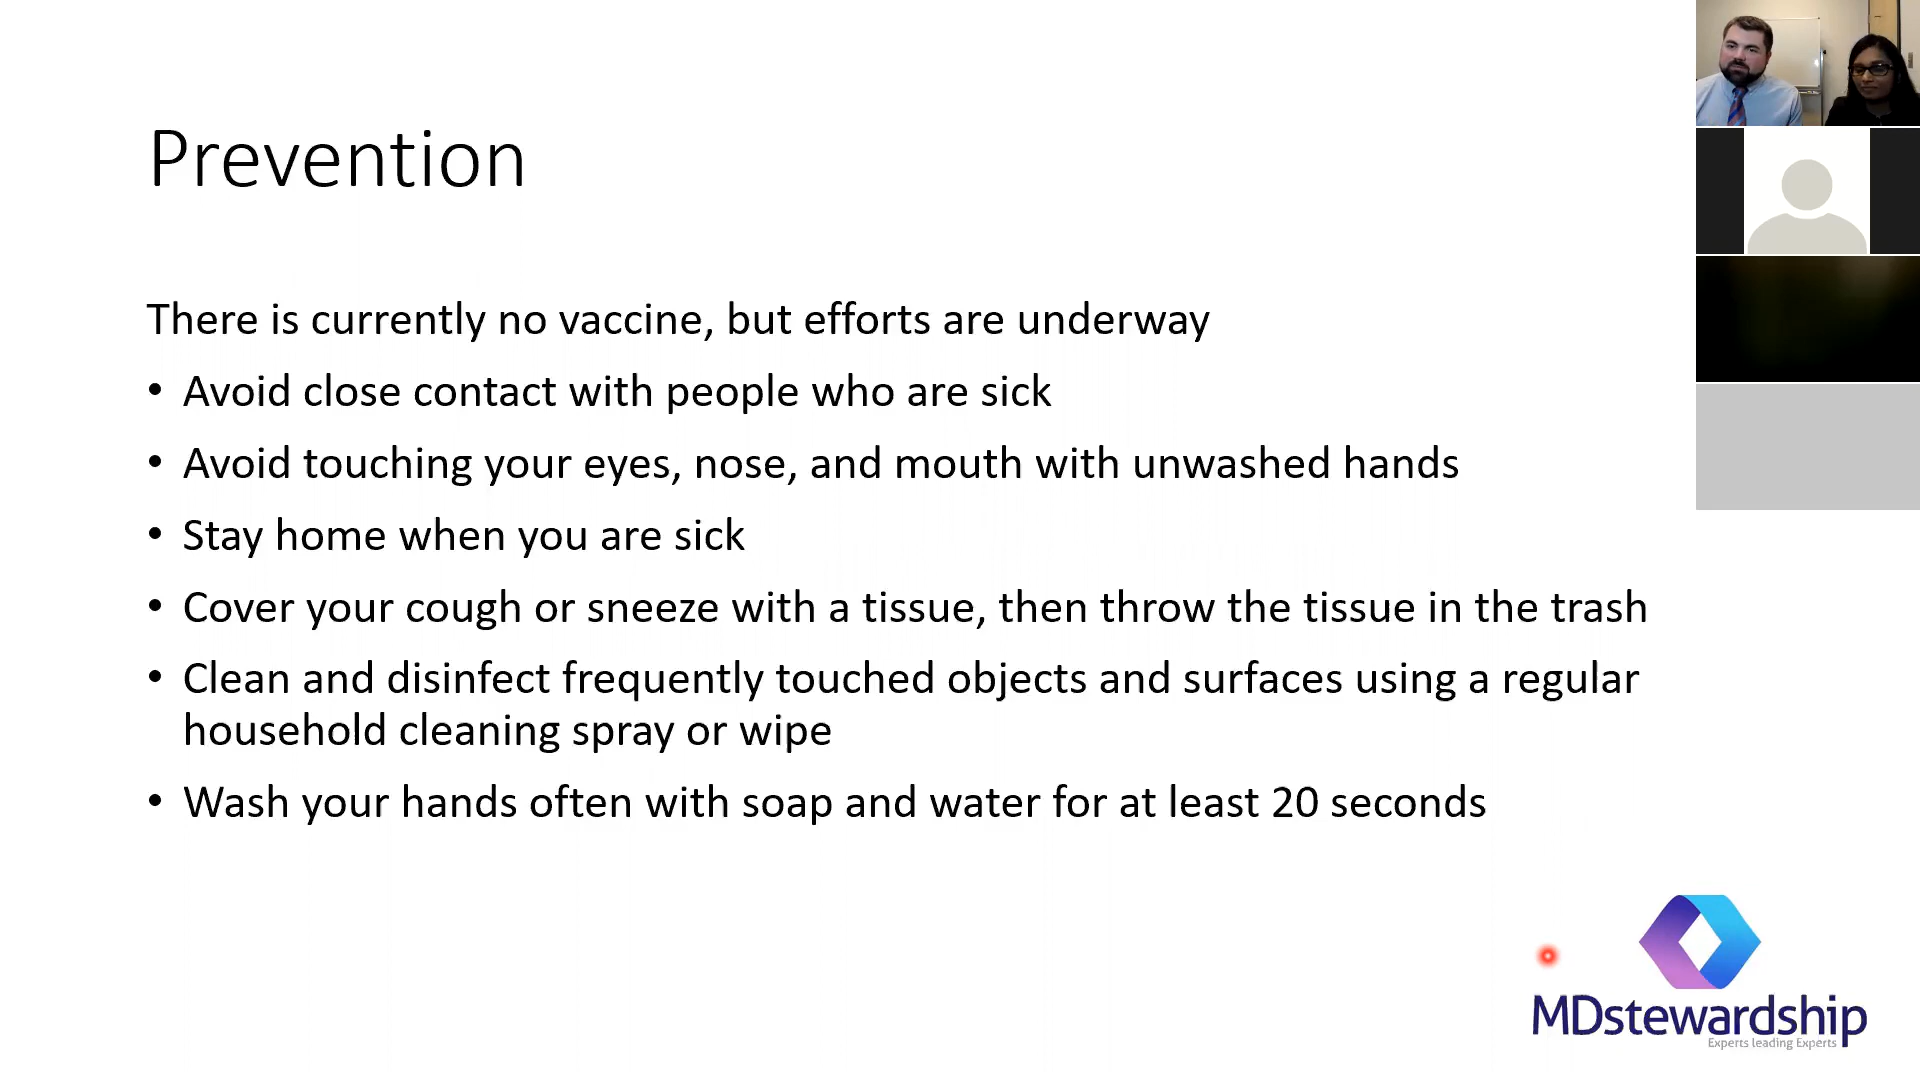 Prevention
There is currently no vaccine, but efforts are underway
• Avoid close contact with people who are sick
• Avoid touching your eyes, nose, and mouth with unwashed hands
• Stay home when you are sick
• Cover your cough or sneeze with a tissue, then throw the tissue in the trash
• Clean and disinfect frequently touched objects and surfaces using a regular
household cleaning spray or wipe
• Wash your hands often with soap and water for at least 20 seconds
MDstewardship
Experts leading Experts